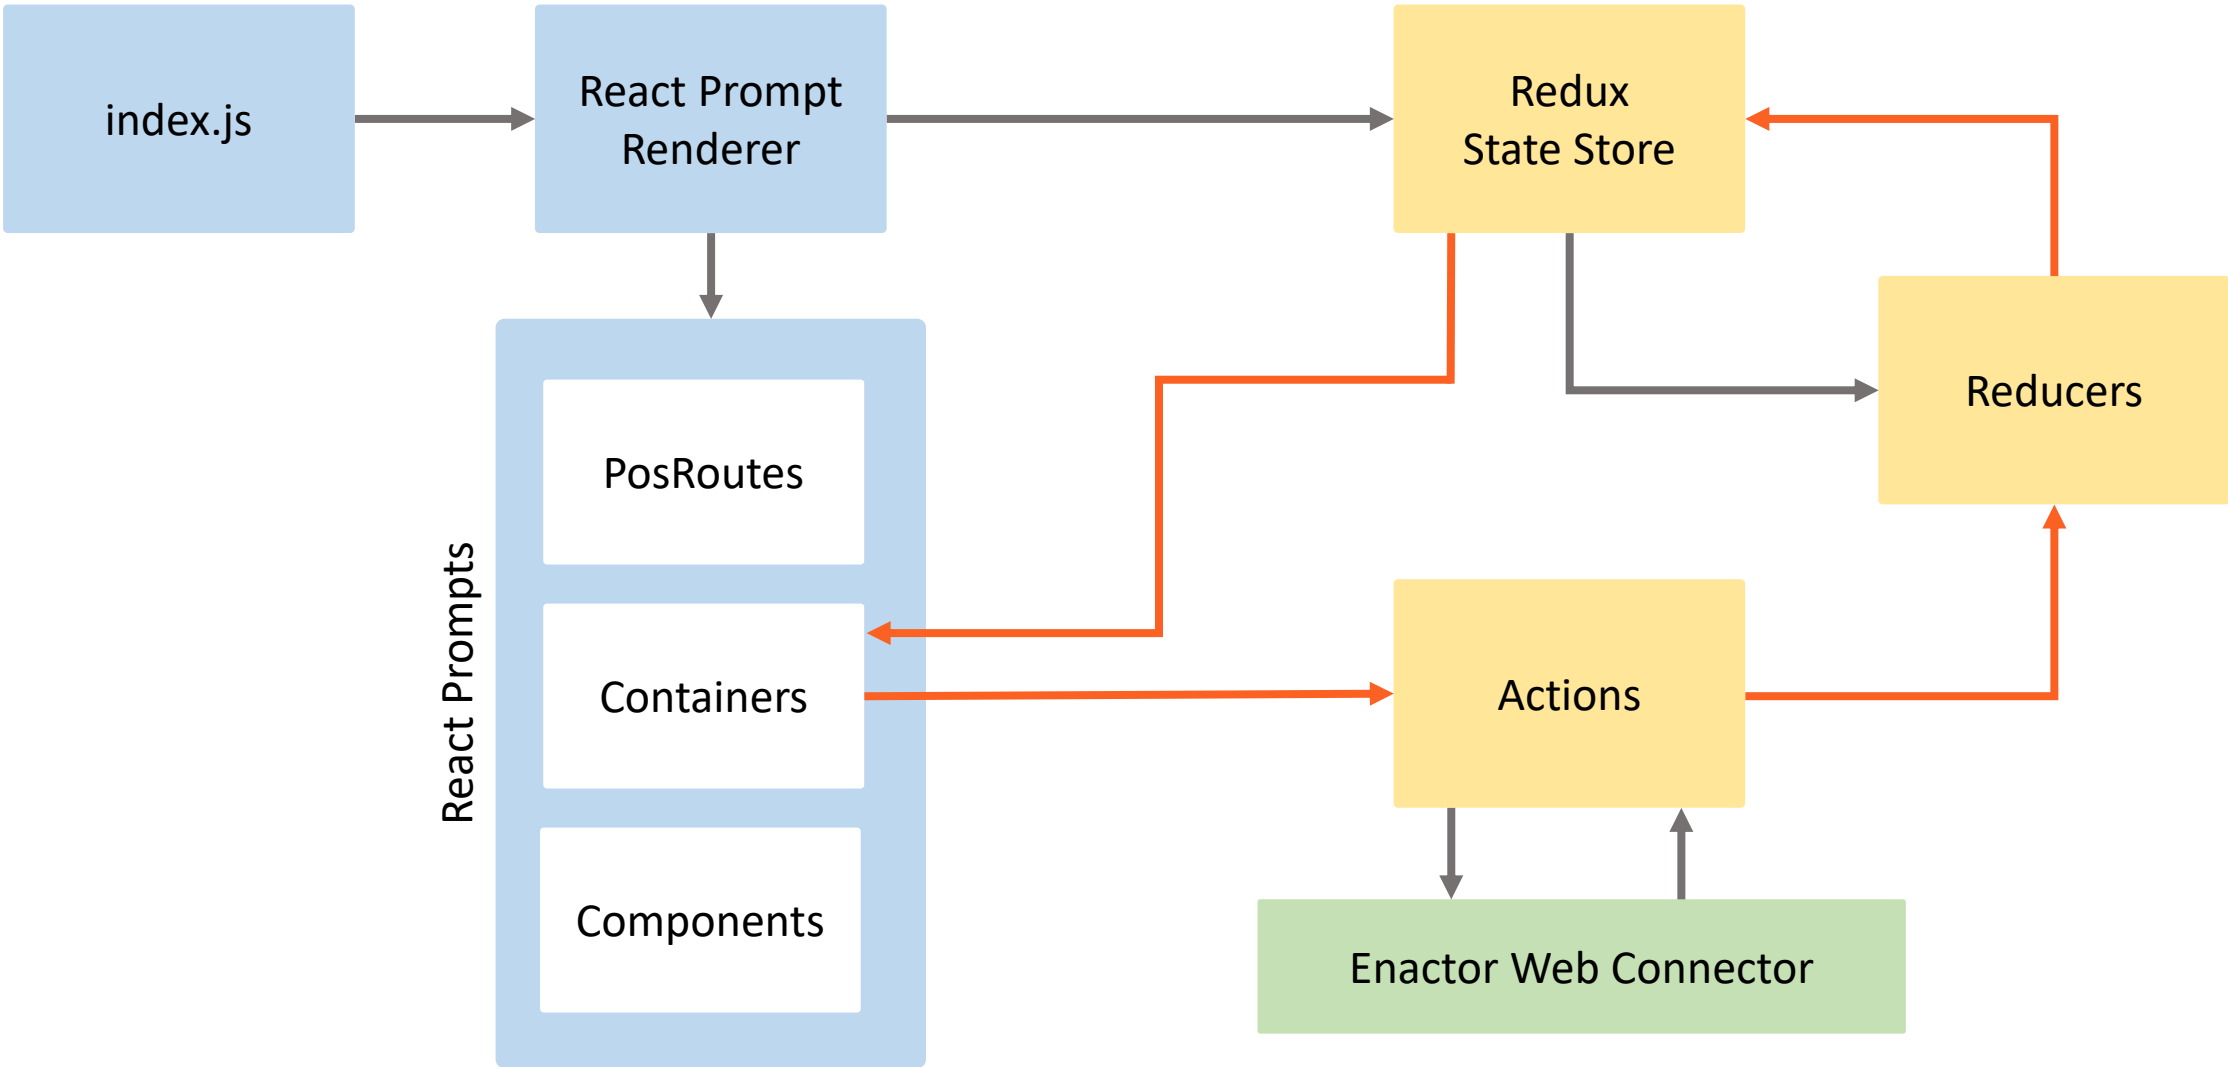 index.js
React Prompt
Renderer
Redux
State Store
Reducers
React Prompts
PosRoutes
Containers
Components
Actions
Enactor Web Connector